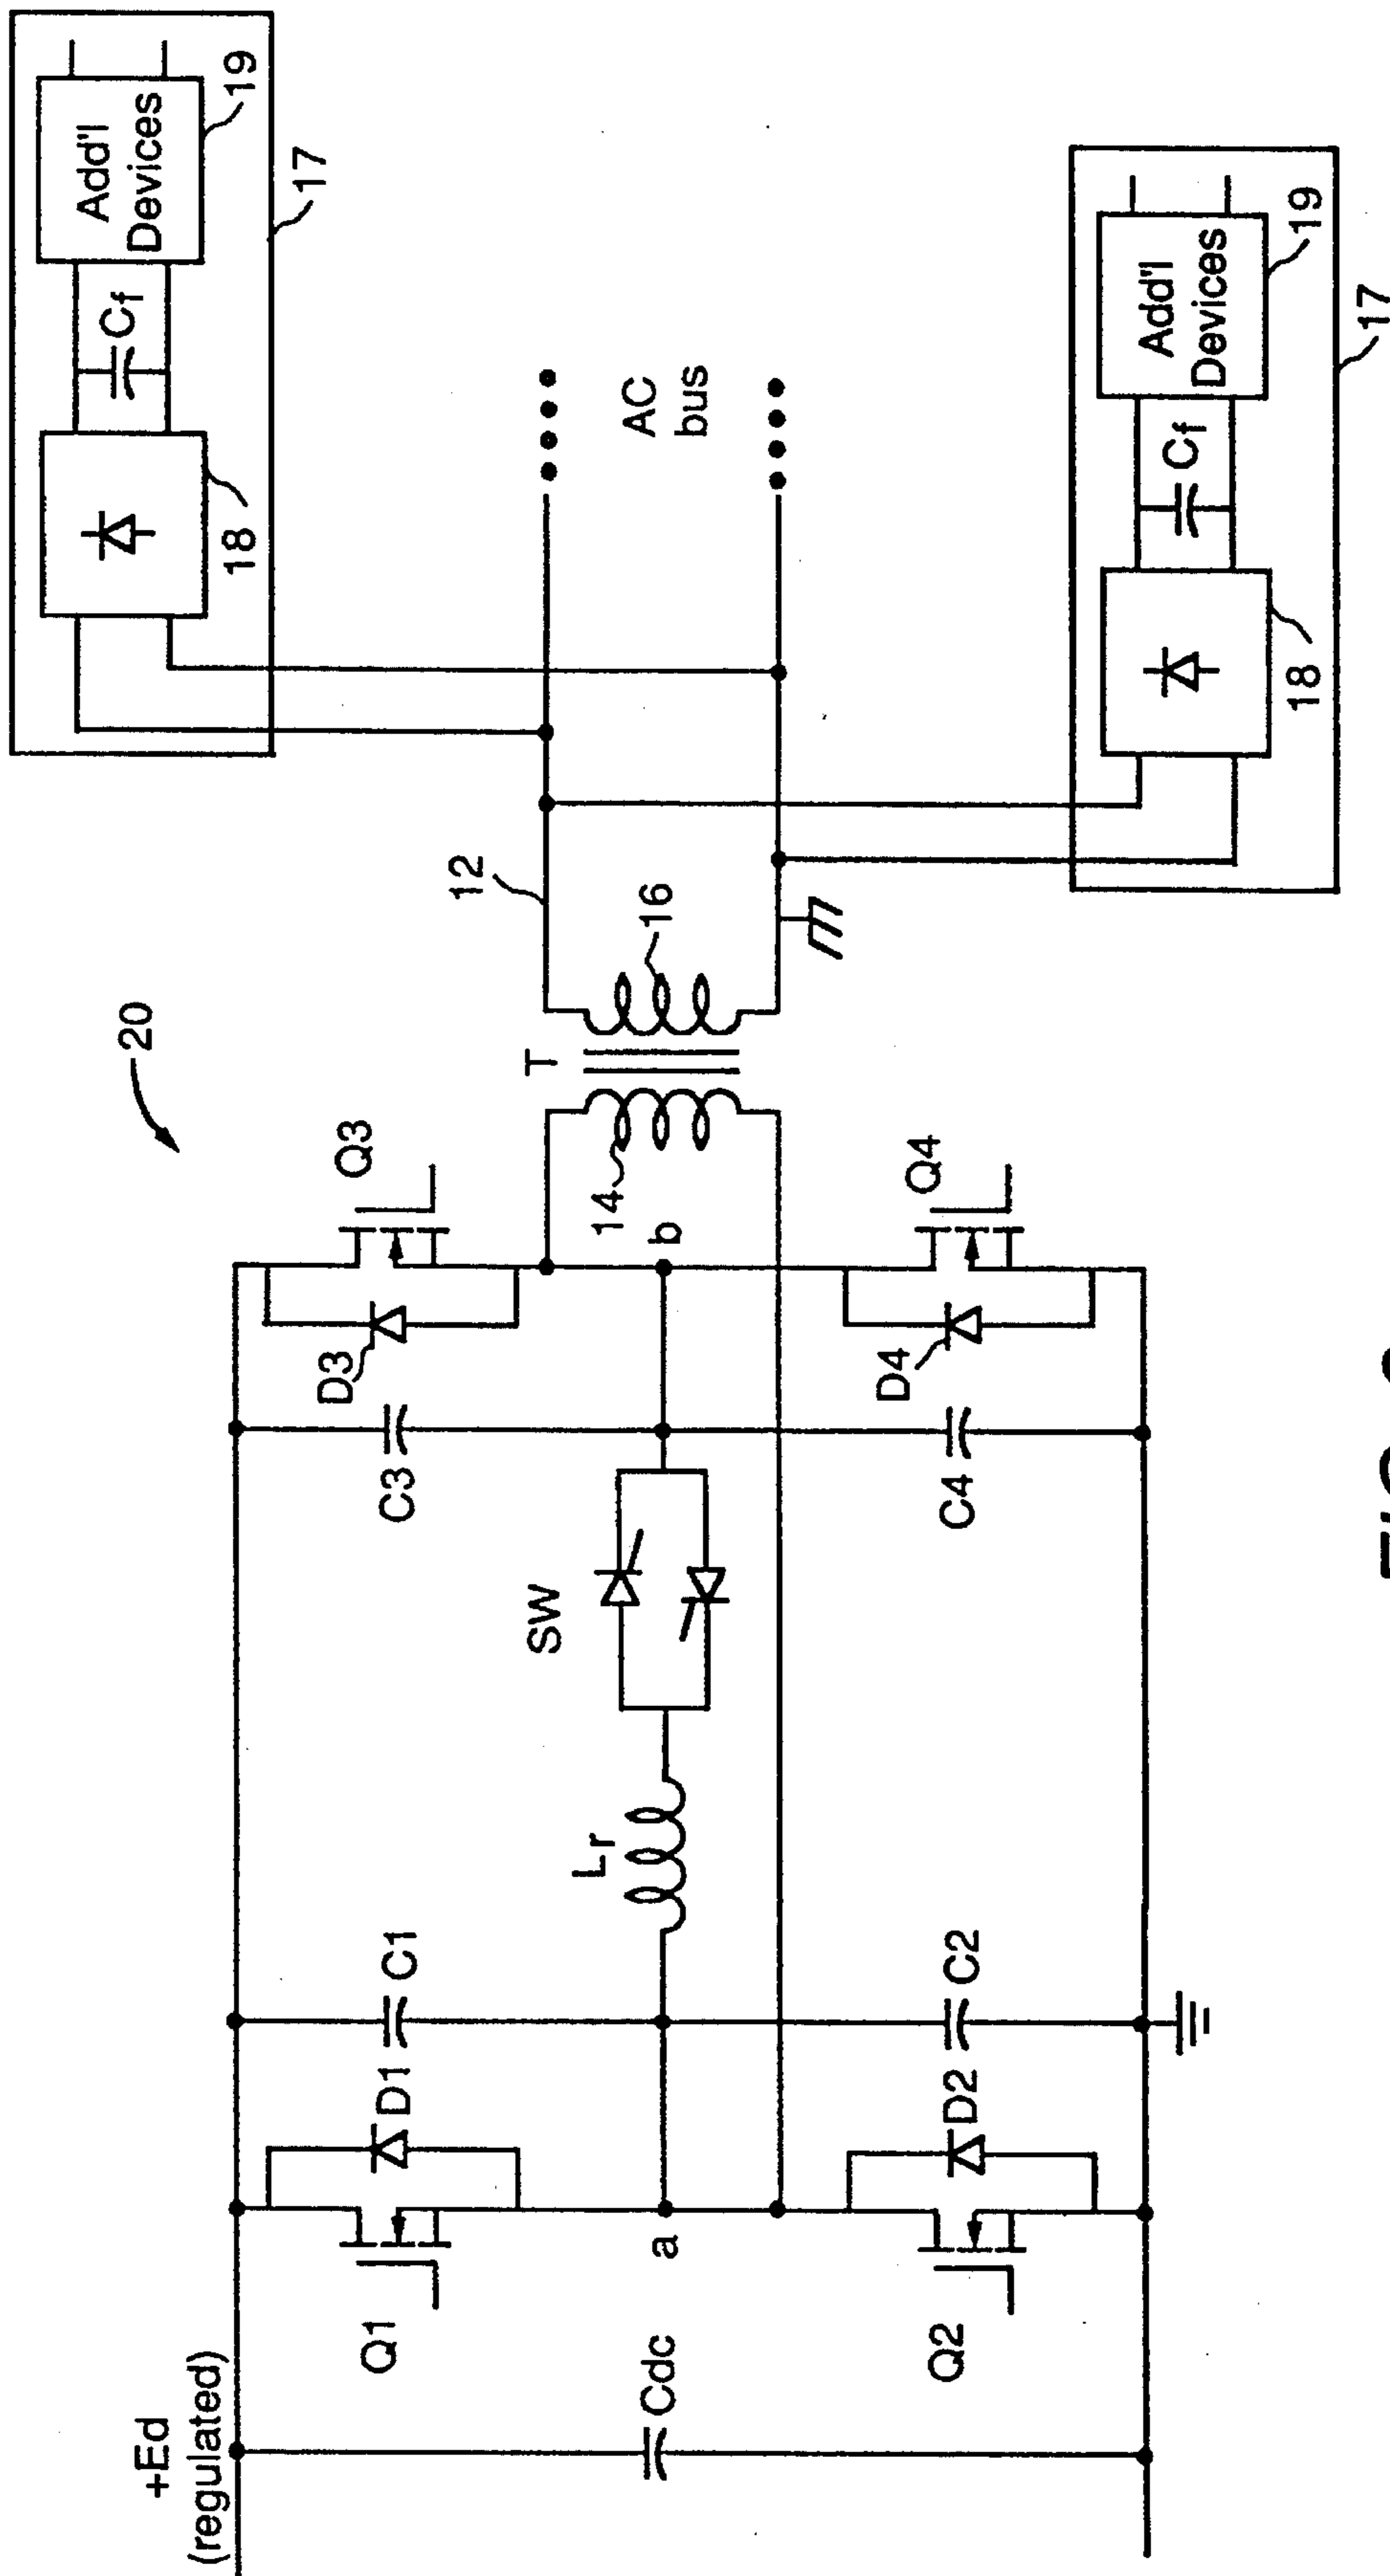 +Ed
(regulated)
Cdc
Q1
D1
C1
Q2
D2
C2
a
Lr
SW
C3
D3
Q3
C4
D4
Q4
b
14
T
16
20
12
AC
bus
18
Cf
Add'l
Devices
19
17
18
Cf
Add'l
Devices
19
17